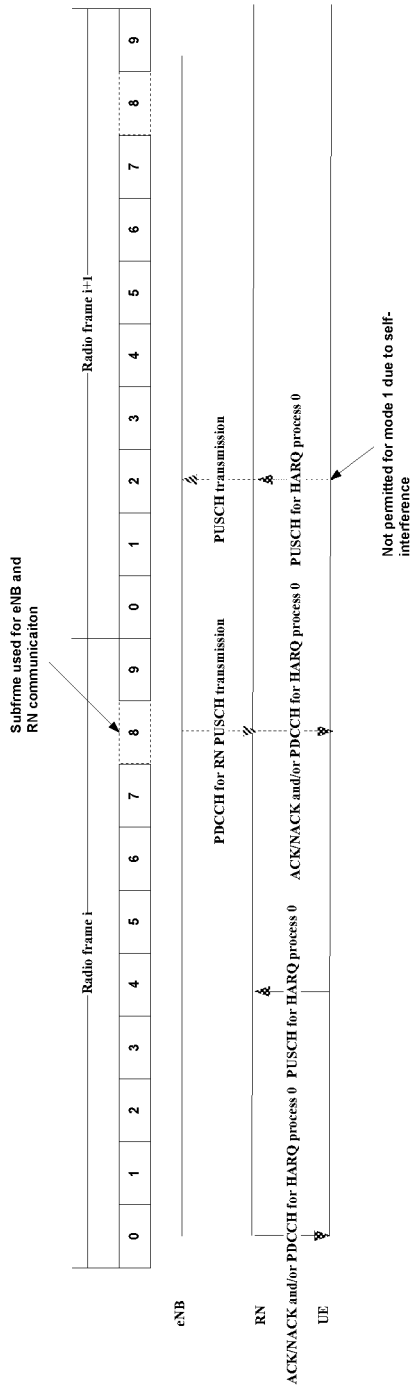 Subfrme used for eNB and
RN communicaiton
Radio frame i
Radio frame i+1
0 1 2 3 4 5 6 7 8 9 0 1 2 3 4 5 6 7 8 9
eNB
PDCCH for RN PUSCH transmission
PUSCH transmission
RN
ACK/NACK and/or PDCCH for HARQ process 0
PUSCH for HARQ process 0
ACK/NACK and/or PDCCH for HARQ process 0
PUSCH for HARQ process 0
UE
Not permitted for mode 1 due to self-
interference